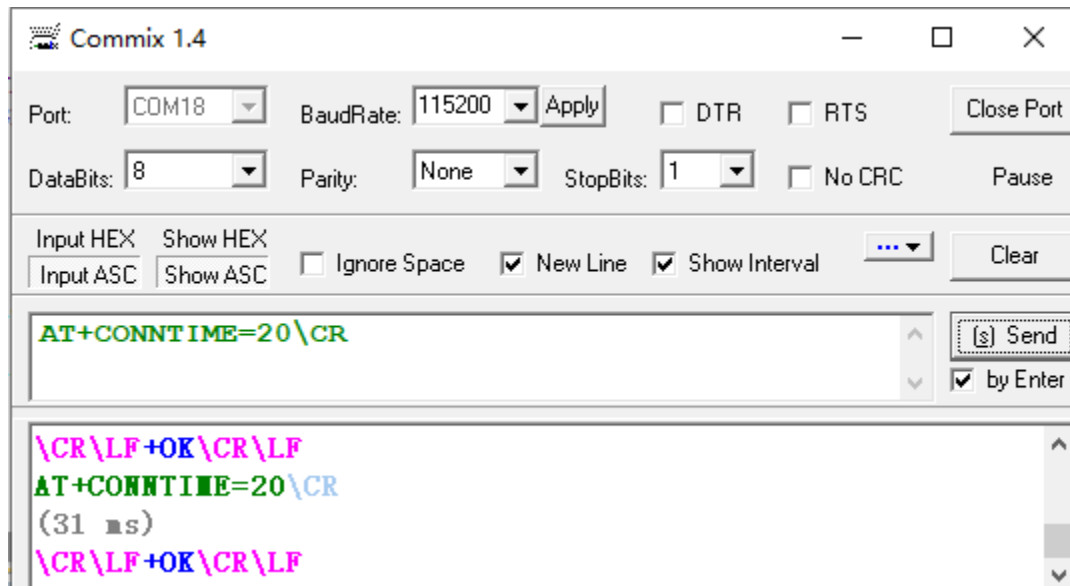 Commix 1.4
Port: COM18 BaudRate: 115200 Apply DTR RTS Close Port
DataBits: 8 Parity: None StopBits: 1 No CRC Pause
Input HEX Show HEX
Input ASC Show ASC Ignore Space New Line Show Interval ... Clear
AT+CONNTIME=20\CR
(s) Send
by Enter
\CR\LF+OK\CR\LF
AT+CONNTIME=20\CR
(31 ms)
\CR\LF+OK\CR\LF